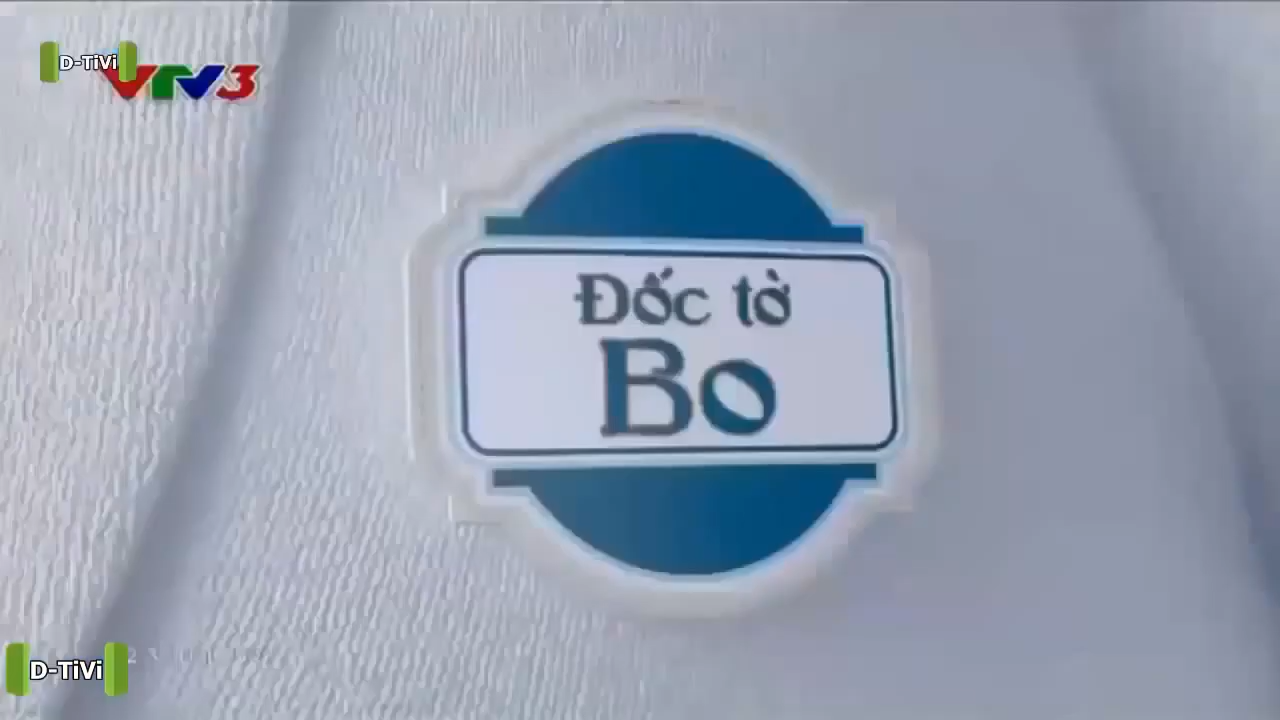 D-TiVi
VTV3
Đốc tờ
Bo
D-TiVi